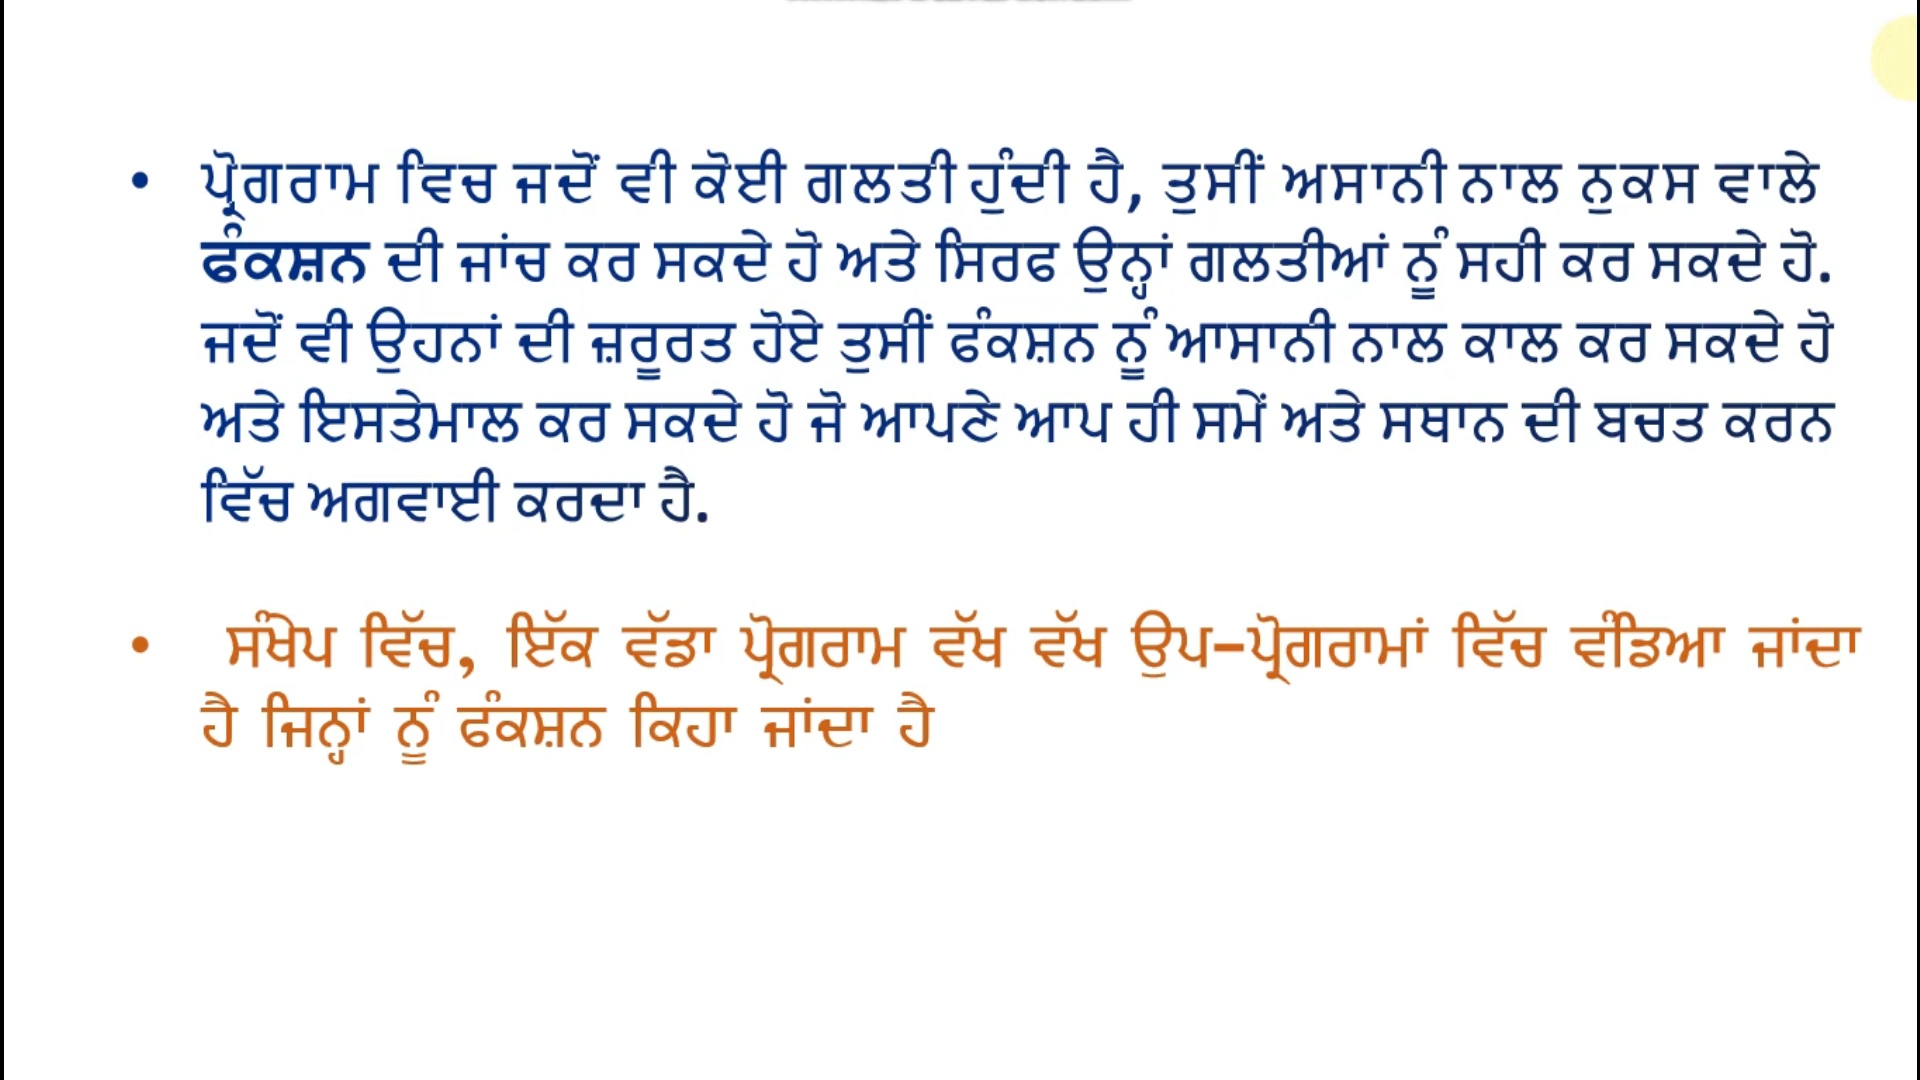 • ਪ੍ਰੋਗਰਾਮ ਵਿਚ ਜਦੋਂ ਵੀ ਕੋਈ ਗਲਤੀ ਹੁੰਦੀ ਹੈ, ਤੁਸੀਂ ਅਸਾਨੀ ਨਾਲ ਨੁਕਸ ਵਾਲੇ
ਫੰਕਸ਼ਨ ਦੀ ਜਾਂਚ ਕਰ ਸਕਦੇ ਹੋ ਅਤੇ ਸਿਰਫ ਉਨ੍ਹਾਂ ਗਲਤੀਆਂ ਨੂੰ ਸਹੀ ਕਰ ਸਕਦੇ ਹੋ.
ਜਦੋਂ ਵੀ ਉਹਨਾਂ ਦੀ ਜ਼ਰੂਰਤ ਹੋਏ ਤੁਸੀਂ ਫੰਕਸ਼ਨ ਨੂੰ ਆਸਾਨੀ ਨਾਲ ਕਾਲ ਕਰ ਸਕਦੇ ਹੋ
ਅਤੇ ਇਸਤੇਮਾਲ ਕਰ ਸਕਦੇ ਹੋ ਜੋ ਆਪਣੇ ਆਪ ਹੀ ਸਮੇਂ ਅਤੇ ਸਥਾਨ ਦੀ ਬਚਤ ਕਰਨ
ਵਿੱਚ ਅਗਵਾਈ ਕਰਦਾ ਹੈ.
• ਸੰਖੇਪ ਵਿੱਚ, ਇੱਕ ਵੱਡਾ ਪ੍ਰੋਗਰਾਮ ਵੱਖ ਵੱਖ ਉਪ-ਪ੍ਰੋਗਰਾਮਾਂ ਵਿੱਚ ਵੰਡਿਆ ਜਾਂਦਾ
ਹੈ ਜਿਨ੍ਹਾਂ ਨੂੰ ਫੰਕਸ਼ਨ ਕਿਹਾ ਜਾਂਦਾ ਹੈ